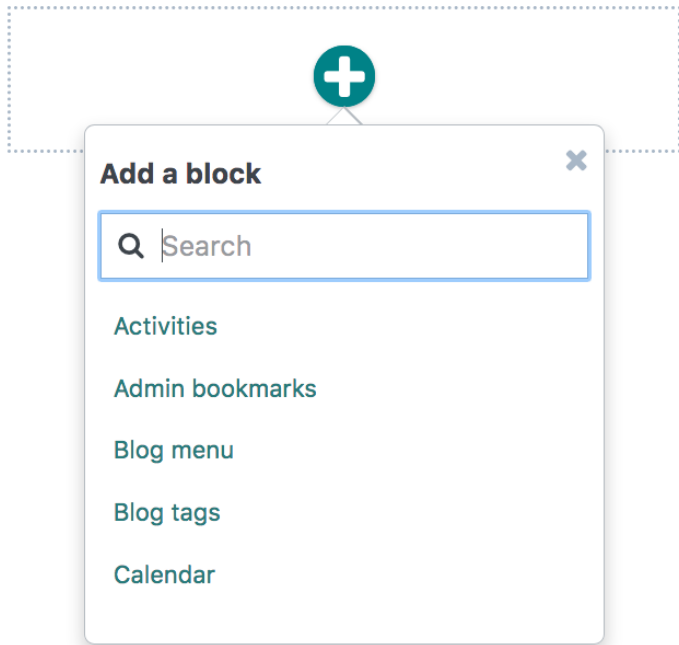 Add a block
Search
Activities
Admin bookmarks
Blog menu
Blog tags
Calendar